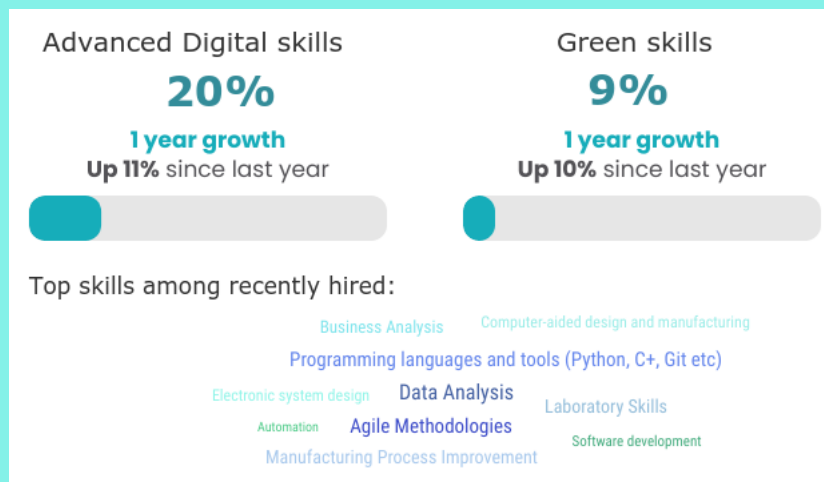 Advanced Digital skills
20%
1 year growth
Up 11% since last year
Green skills
9%
1 year growth
Up 10% since last year
Top skills among recently hired:
Business Analysis
Computer-aided design and manufacturing
Programming languages and tools (Python, C+, Git etc)
Electronic system design
Data Analysis
Laboratory Skills
Automation
Agile Methodologies
Software development
Manufacturing Process Improvement